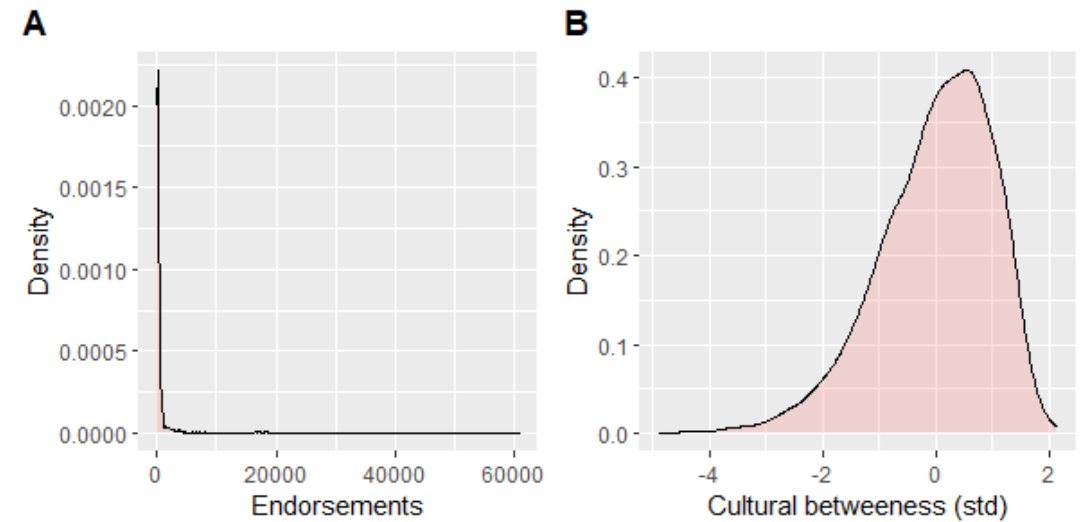 A
Density
0.0020
0.0015
0.0010
0.0005
0.0000
0 20000 40000 60000
Endorsements
B
Density
0.4
0.3
0.2
0.1
0.0
-4 -2 0 2
Cultural betweeness (std)